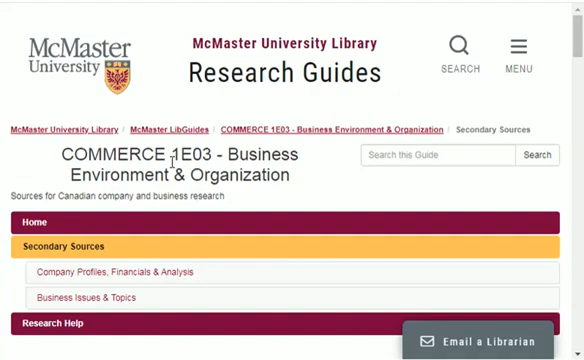 McMaster
University
McMaster University Library
Research Guides
SEARCH
MENU
McMaster University Library / McMaster LibGuides / COMMERCE 1E03 - Business Environment & Organization / Secondary Sources
COMMERCE 1E03 - Business
Environment & Organization
Search this Guide
Search
Sources for Canadian company and business research
Home
Secondary Sources
Company Profiles, Financials & Analysis
Business Issues & Topics
Research Help
Email a Librarian